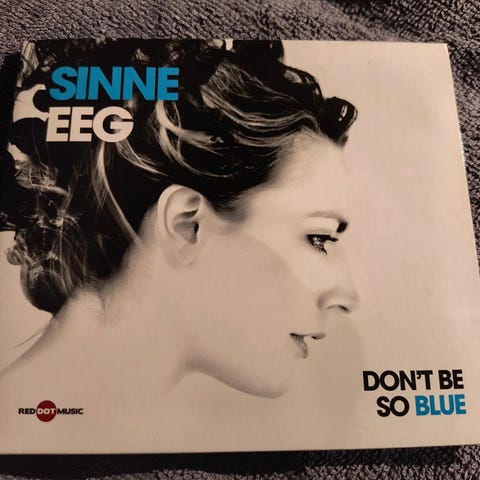 SINNE
EEG
DON'T BE
SO BLUE
RED DOT MUSIC